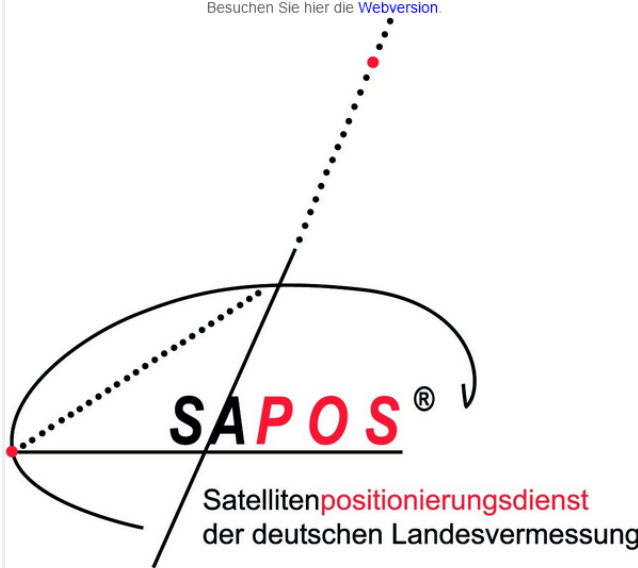 Besuchen Sie hier die Webversion.
SAPOS®
Satellitenpositionierungsdienst
der deutschen Landesvermessung